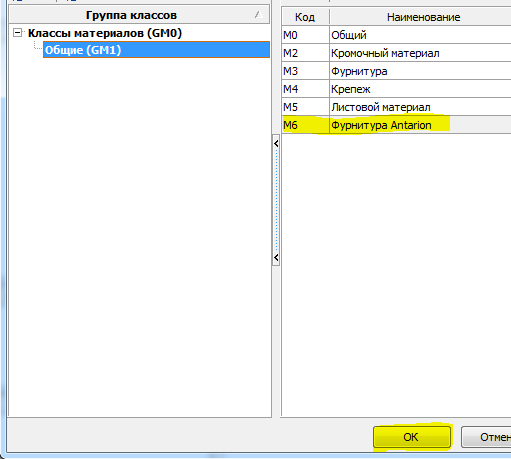 Группа классов
Классы материалов (GM0)
Общие (GM1)
Код Наименование
M0 Общий
M2 Кромочный материал
M3 Фурнитура
M4 Крепеж
M5 Листовой материал
M6 Фурнитура Antarion
ОК Отмен